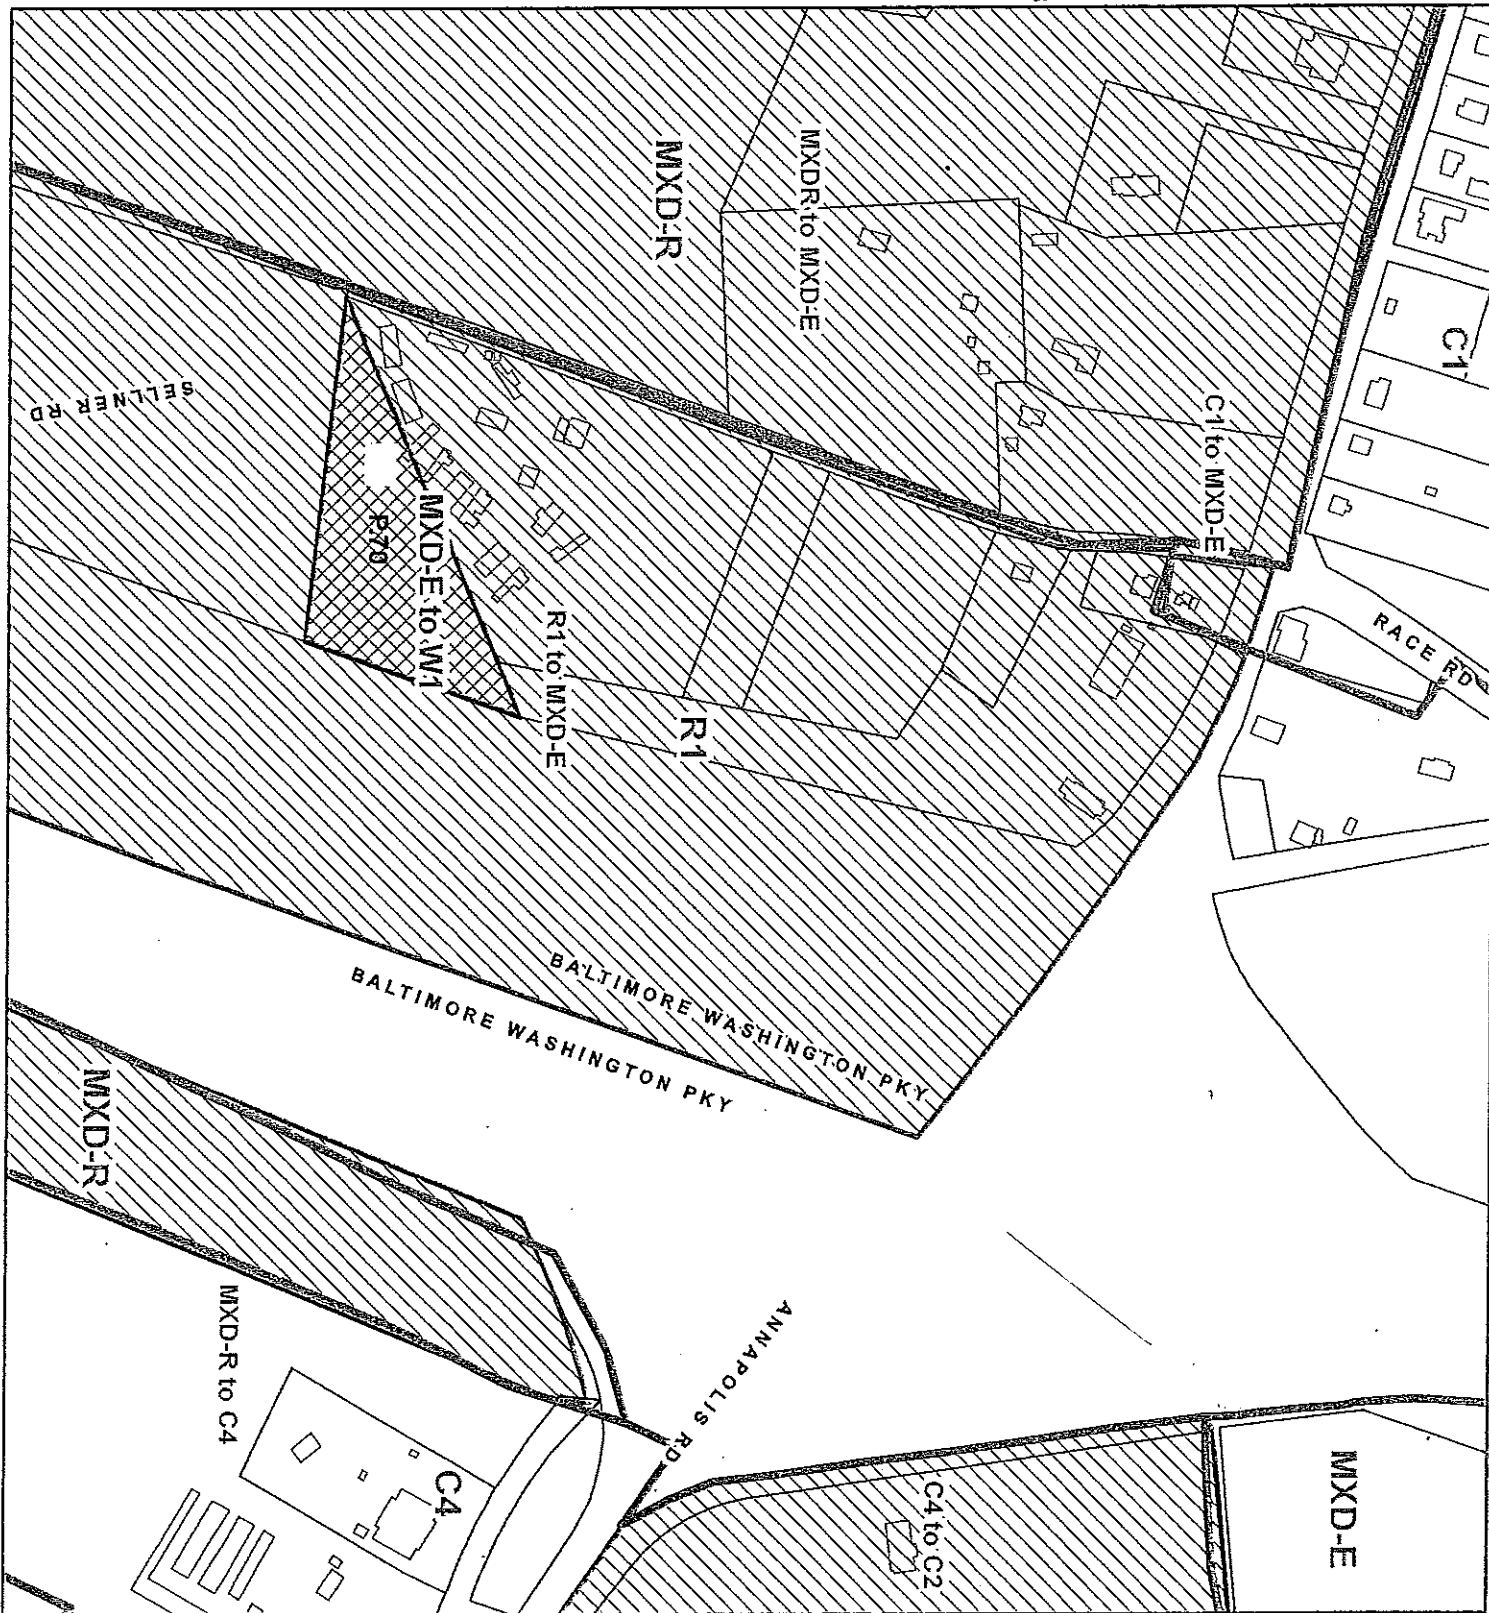 MXD-R
MXDR to MXD-E
C1
C1 to MXD-E
RACE RD
SELLNER RD
MXD-E to W1
R1 to MXD-E
R1
BALTIMORE WASHINGTON PKY
BALTIMORE WASHINGTON PKY
MXD-R
MXD-R to C4
ANNAPOLIS RD
C4
C4 to C2
MXD-E